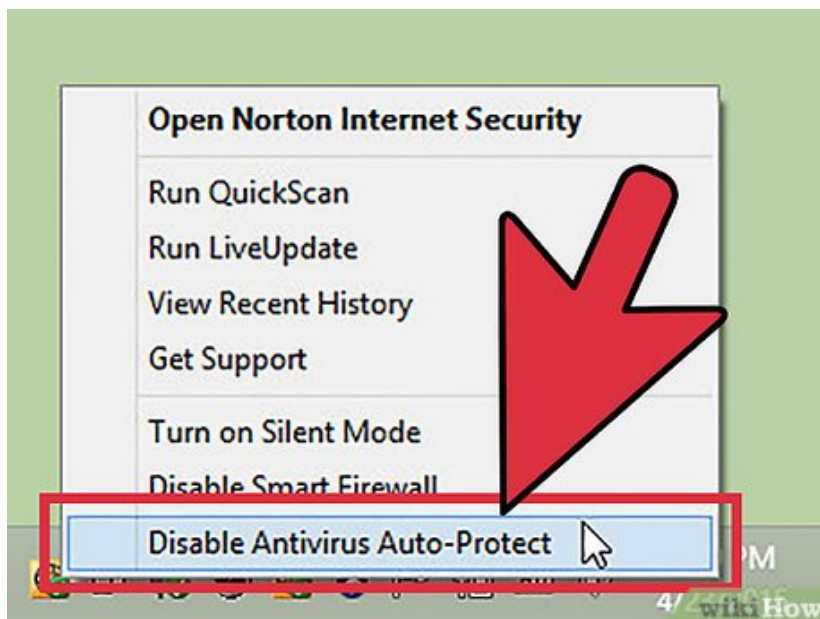 Open Norton Internet Security
Run QuickScan
Run LiveUpdate
View Recent History
Get Support
Turn on Silent Mode
Disable Smart Firewall
Disable Antivirus Auto-Protect
PM
wikiHow